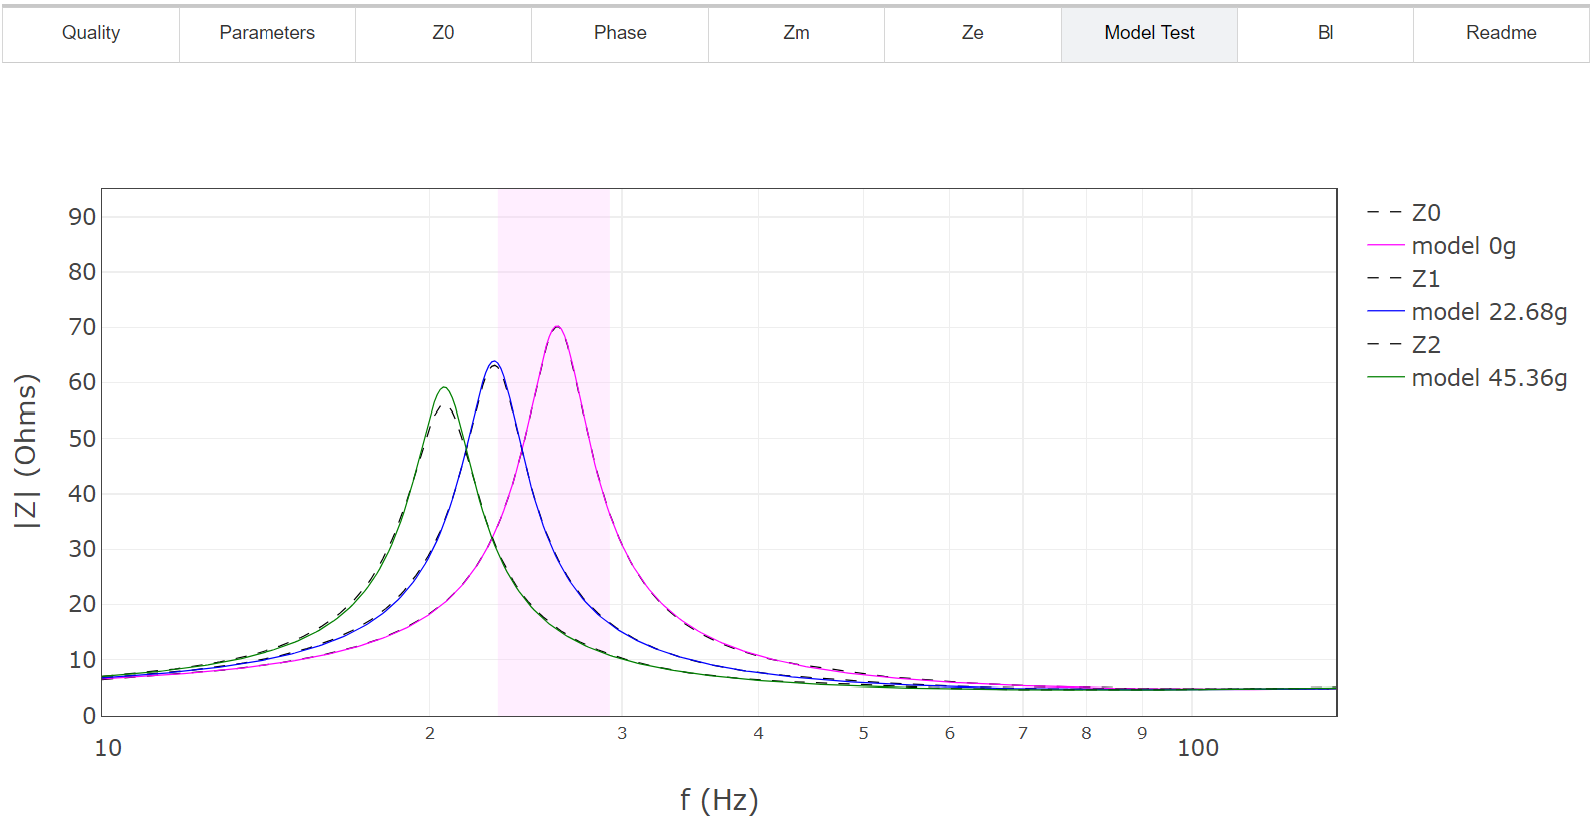 Quality Parameters Z0 Phase Zm Ze Model Test Bl Readme
90
80
70
60
50
40
30
20
10
0
|Z| (Ohms)
10 2 3 4 5 6 7 8 9 100
f (Hz)
Z0
model 0g
Z1
model 22.68g
Z2
model 45.36g